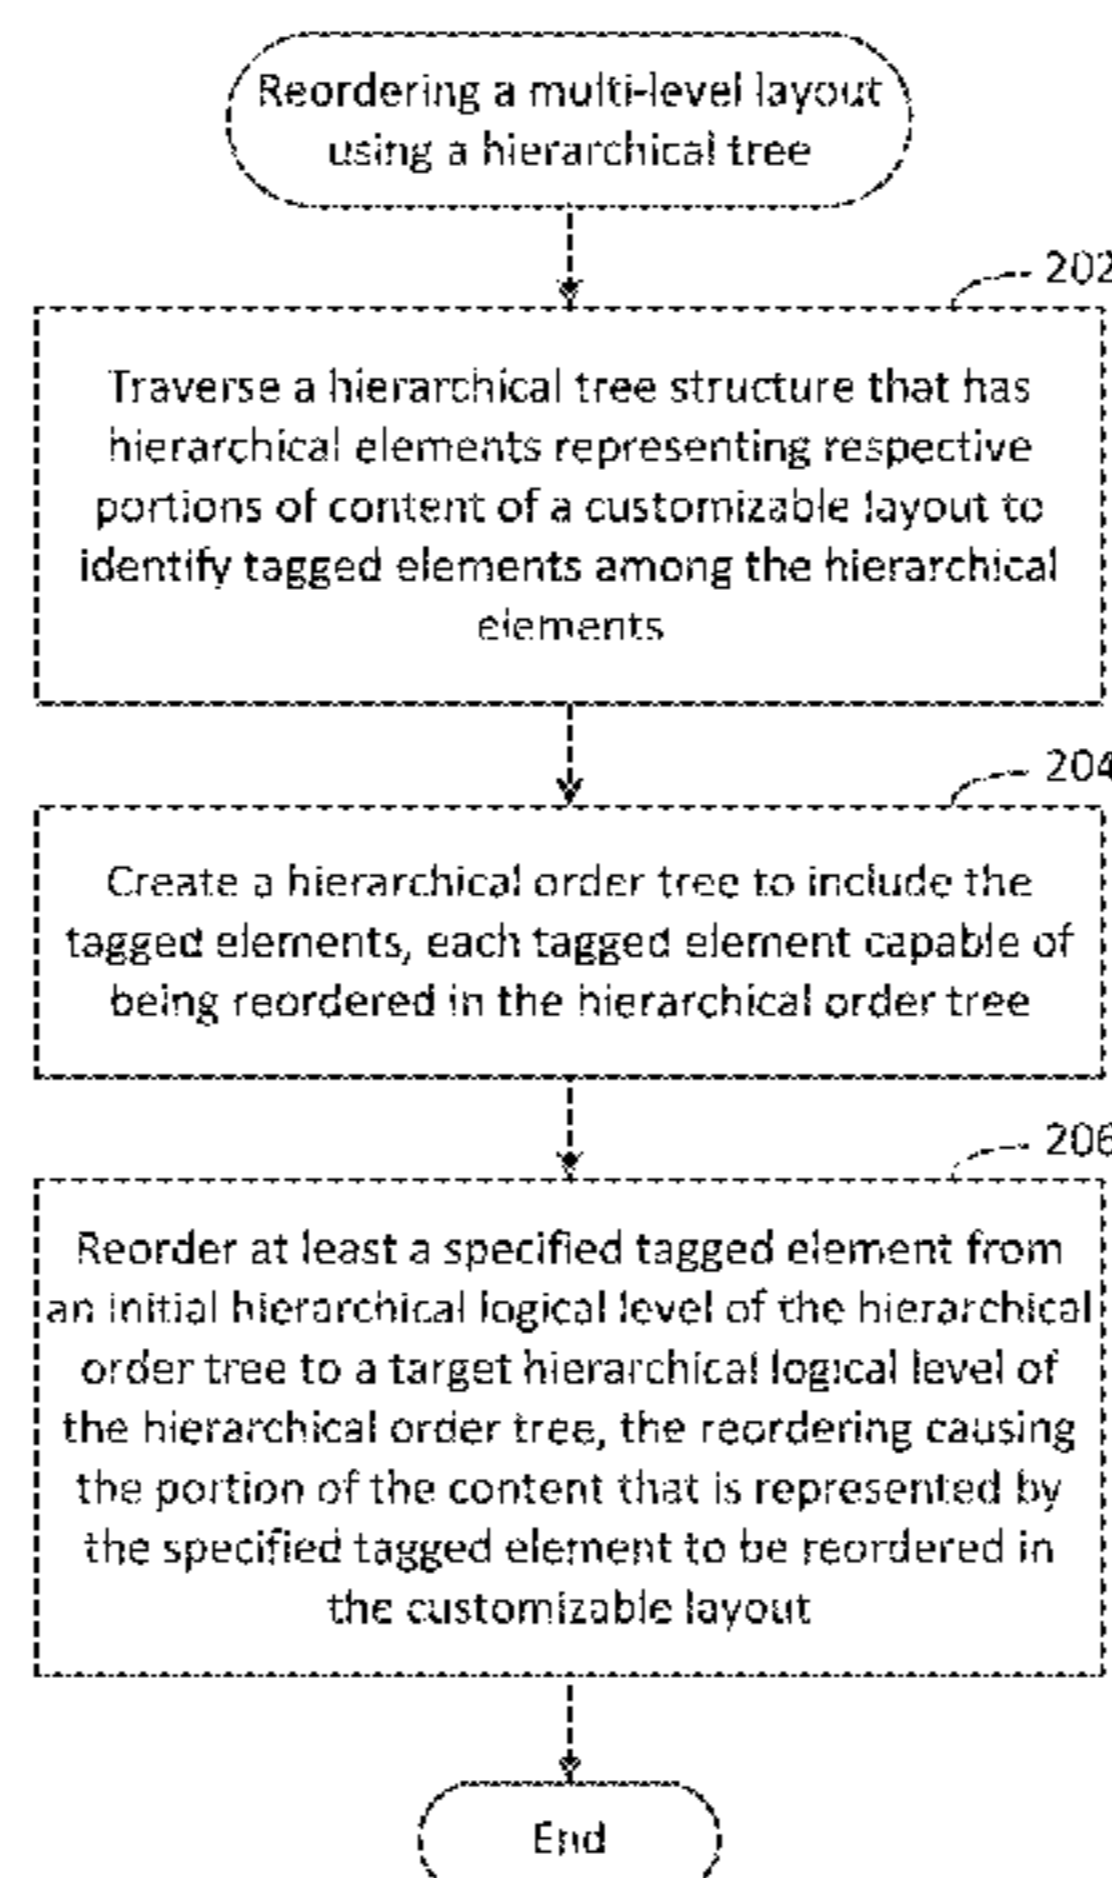 Reordering a multi-level layout
using a hierarchical tree
202
Traverse a hierarchical tree structure that has
hierarchical elements representing respective
portions of content of a customizable layout to
identify tagged elements among the hierarchical
elements
204
Create a hierarchical order tree to include the
tagged elements, each tagged element capable of
being reordered in the hierarchical order tree
206
Reorder at least a specified tagged element from
an initial hierarchical logical level of the hierarchical
order tree to a target hierarchical logical level of
the hierarchical order tree, the reordering causing
the portion of the content that is represented by
the specified tagged element to be reordered in
the customizable layout
End